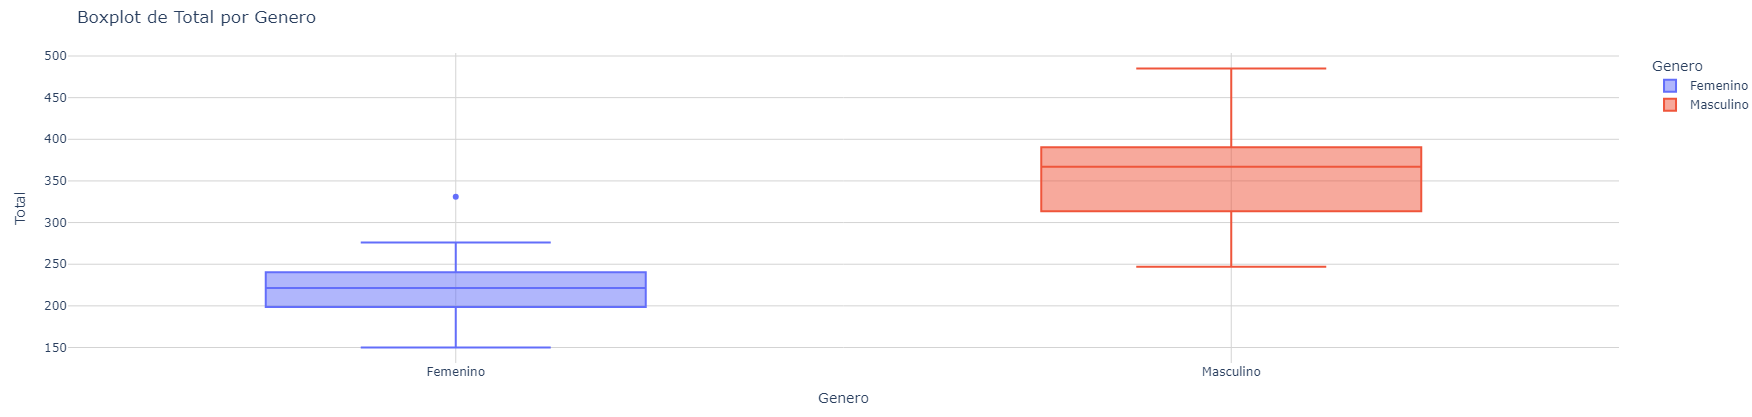 Boxplot de Total por Genero
500
450
400
350
300
250
200
150
Total
Femenino
Masculino
Genero
Genero
Femenino
Masculino